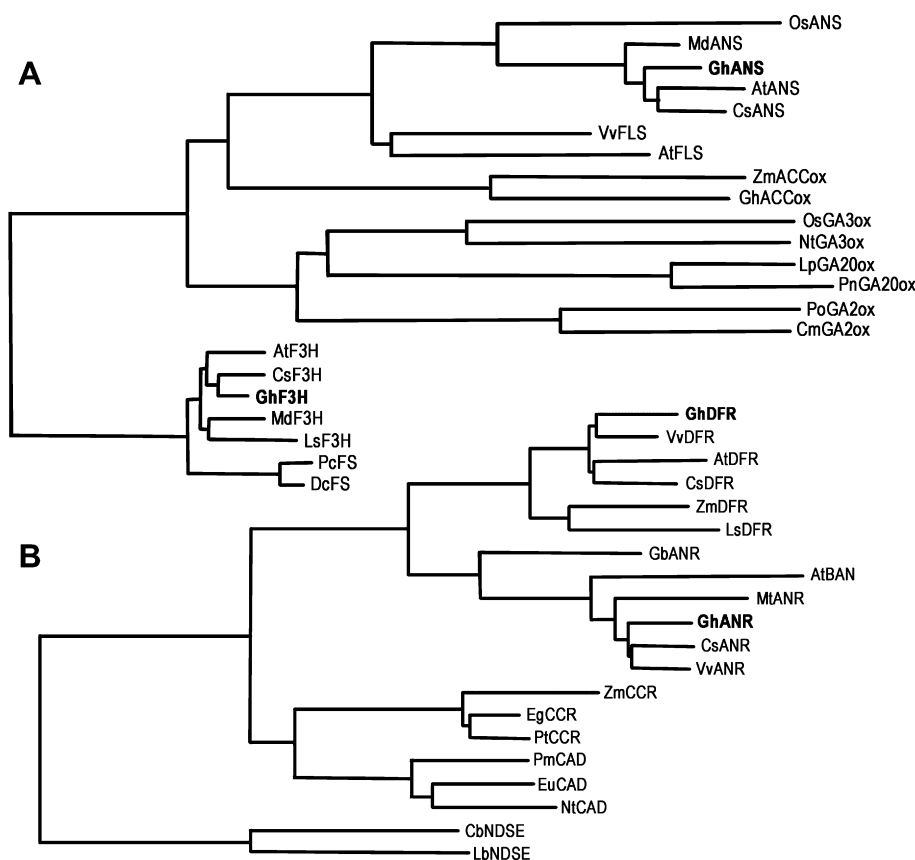 A
OsANS
MdANS
GhANS
AtANS
CsANS
VvFLS
AtFLS
ZmACCox
GhACCox
OsGA3ox
NtGA3ox
LpGA20ox
PnGA20ox
PoGA2ox
CmGA2ox
AtF3H
CsF3H
GhF3H
MdF3H
LsF3H
PcFS
DcFS
B
GhDFR
VvDFR
AtDFR
CsDFR
ZmDFR
LsDFR
GbANR
AtBAN
MtANR
GhANR
CsANR
VvANR
ZmCCR
EgCCR
PtCCR
PmCAD
EuCAD
NtCAD
CbNDSE
LbNDSE